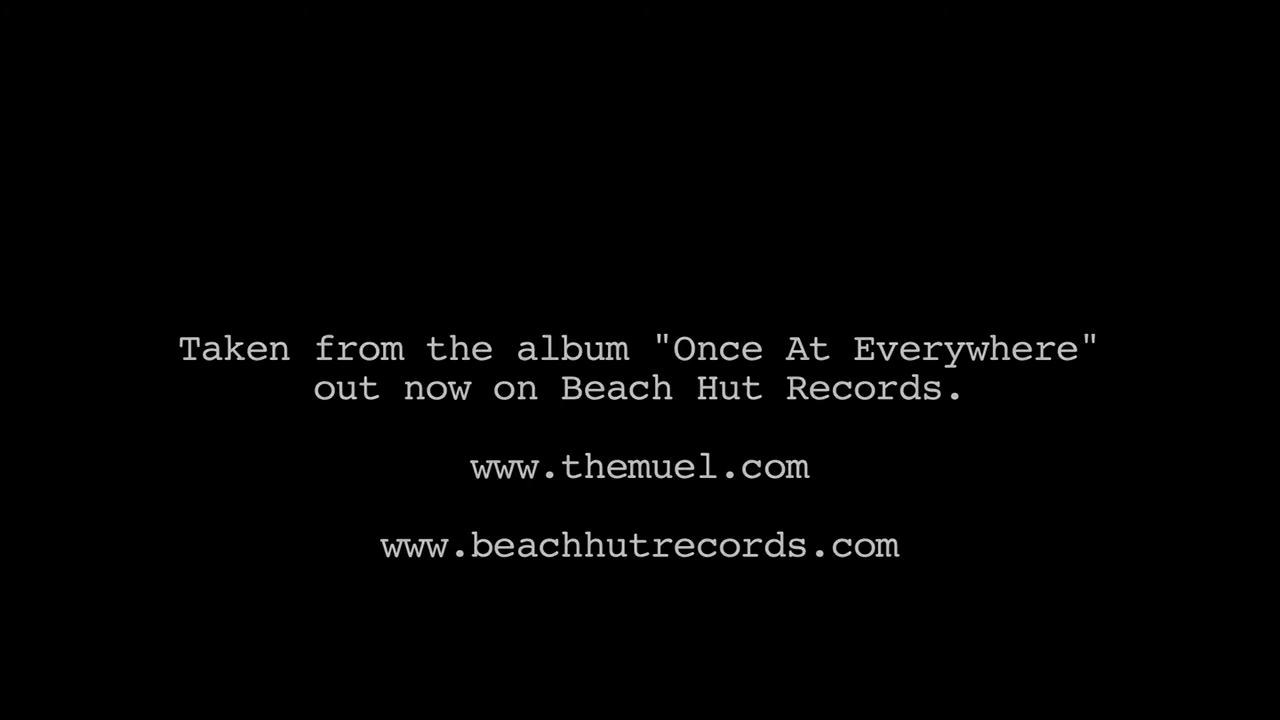 Taken from the album "Once At Everywhere"
out now on Beach Hut Records.
www.themuel.com
www.beachhutrecords.com